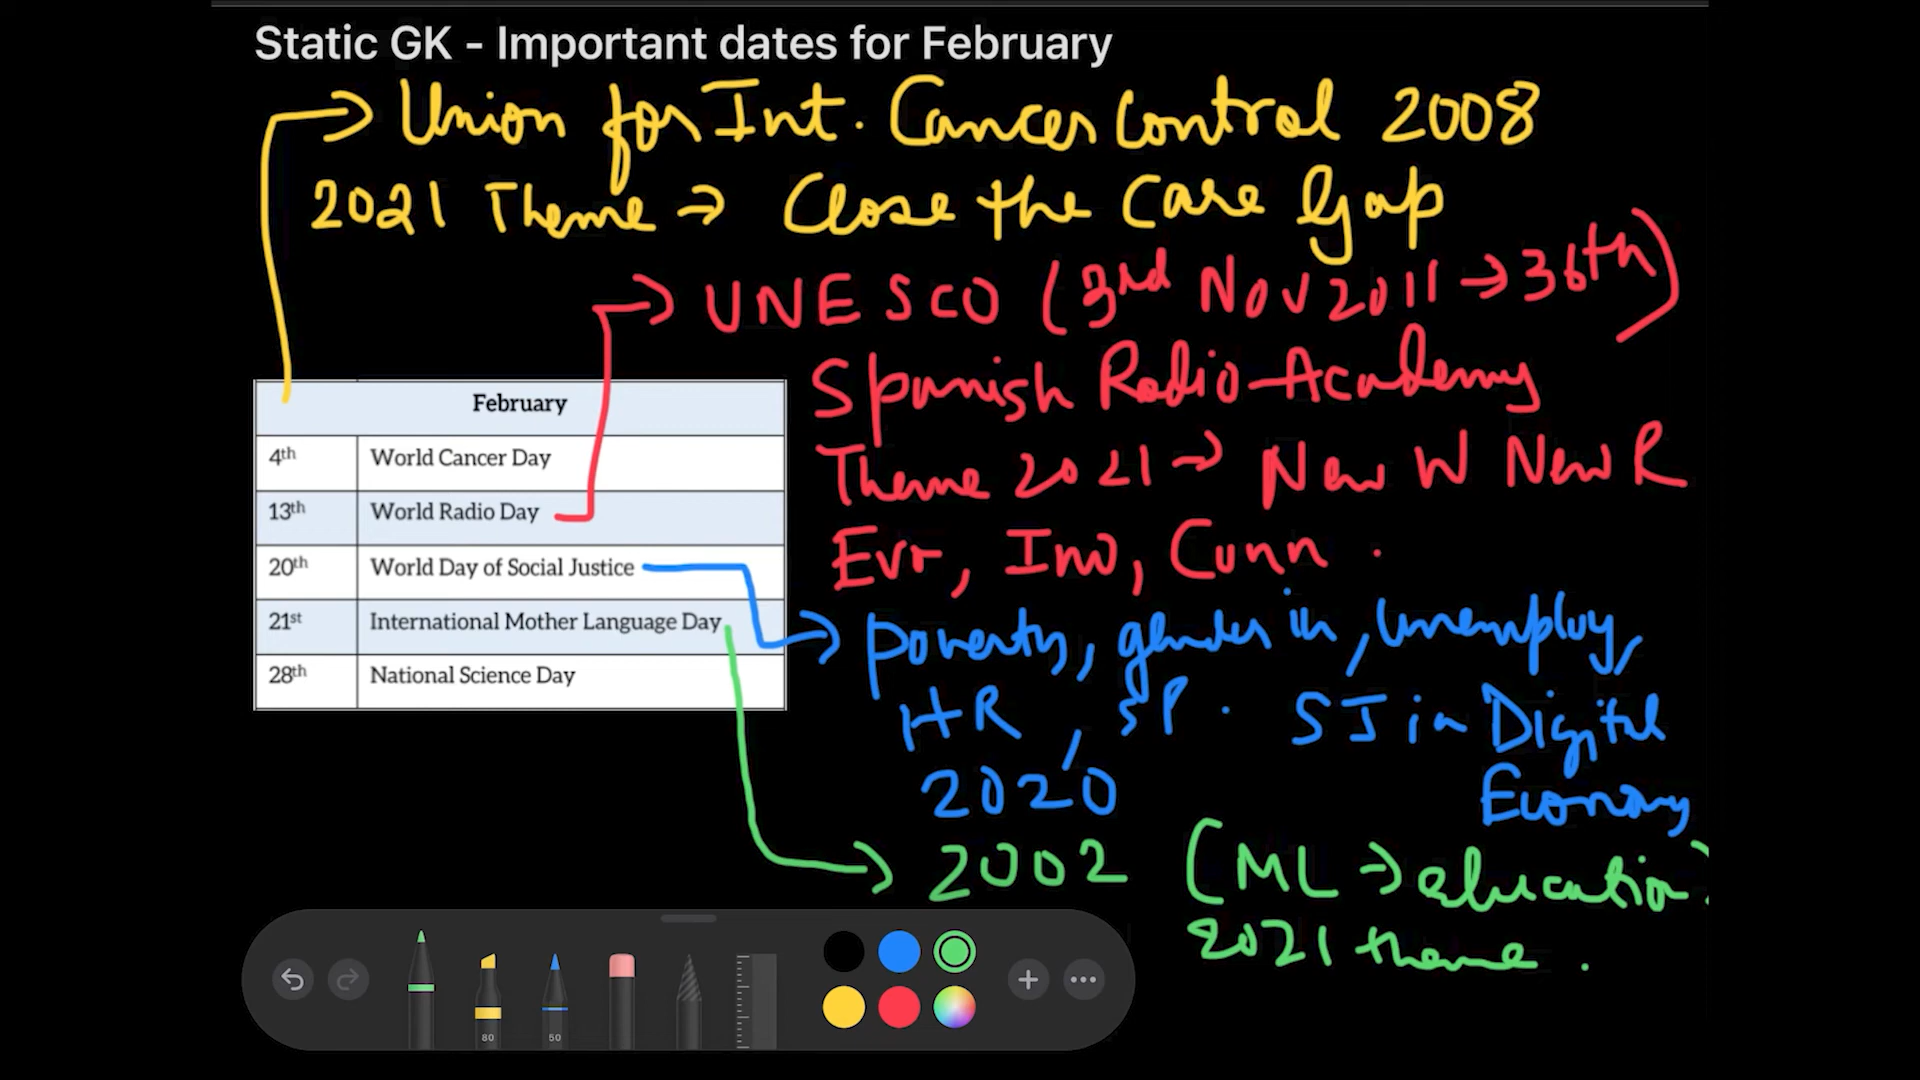 Static GK - Important dates for February
Union for Int. Cancer Control 2008
2021 Theme → Close the Care Gap
UNESCO (3rd Nov 2011 → 36th)
Spanish Radio Academy
Theme 2021 → New W New R
Evr, Inv, Conn.
February
4th World Cancer Day
13th World Radio Day
20th World Day of Social Justice
21st International Mother Language Day
28th National Science Day
poverty, gender in, unemploy,
HR, SP. SJ in Digital
Economy
2020
2002 (ML → education)
2021 theme.
80
50